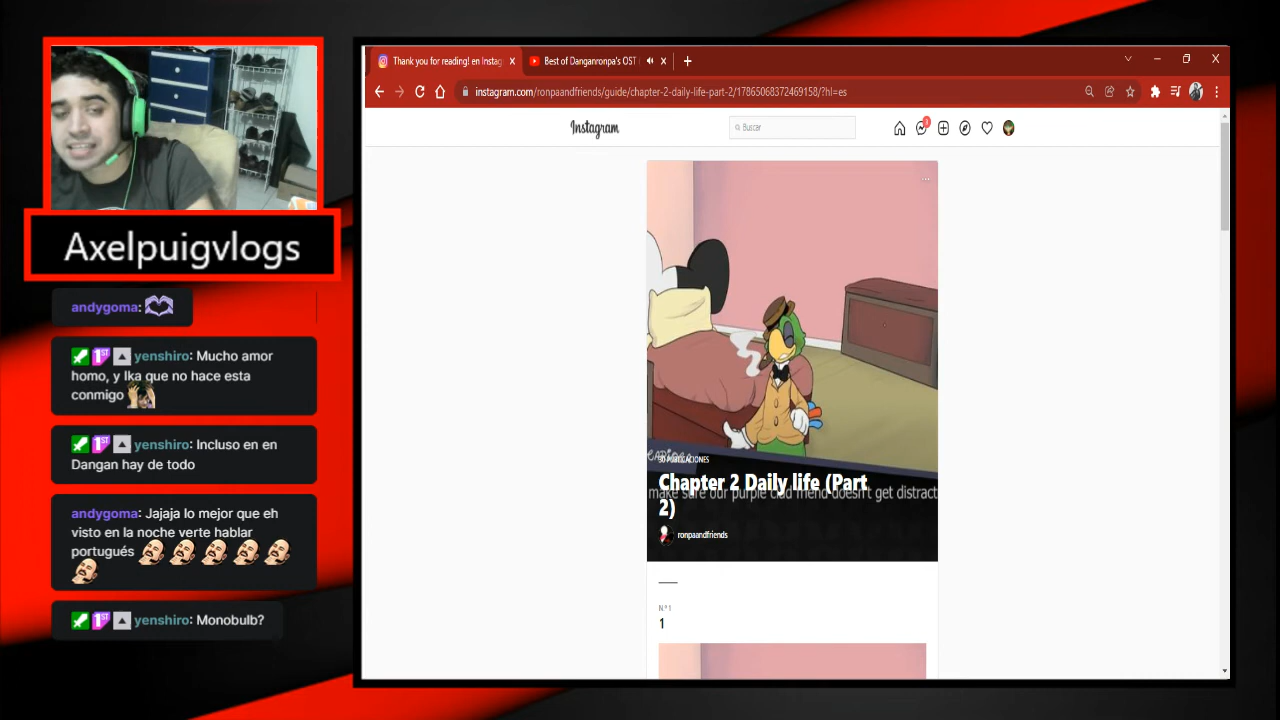 Thank you for reading! en Instag
Best of Danganronpa's OST
instagram.com/ronpaandfriends/guide/chapter-2-daily-life-part-2/17865068372469158/?hl=es
Instagram
Buscar
Axelpuigvlogs
andygoma:
yenshiro: Mucho amor
homo, y Ika que no hace esta
conmigo
yenshiro: Incluso en en
Dangan hay de todo
andygoma: Jajaja lo mejor que eh
visto en la noche verte hablar
portugués
yenshiro: Monobulb?
PUBLICACIONES
Chapter 2 Daily life (Part
2)
make sure our purple clad friend doesn't get distract
ronpaandfriends
N.º 1
1